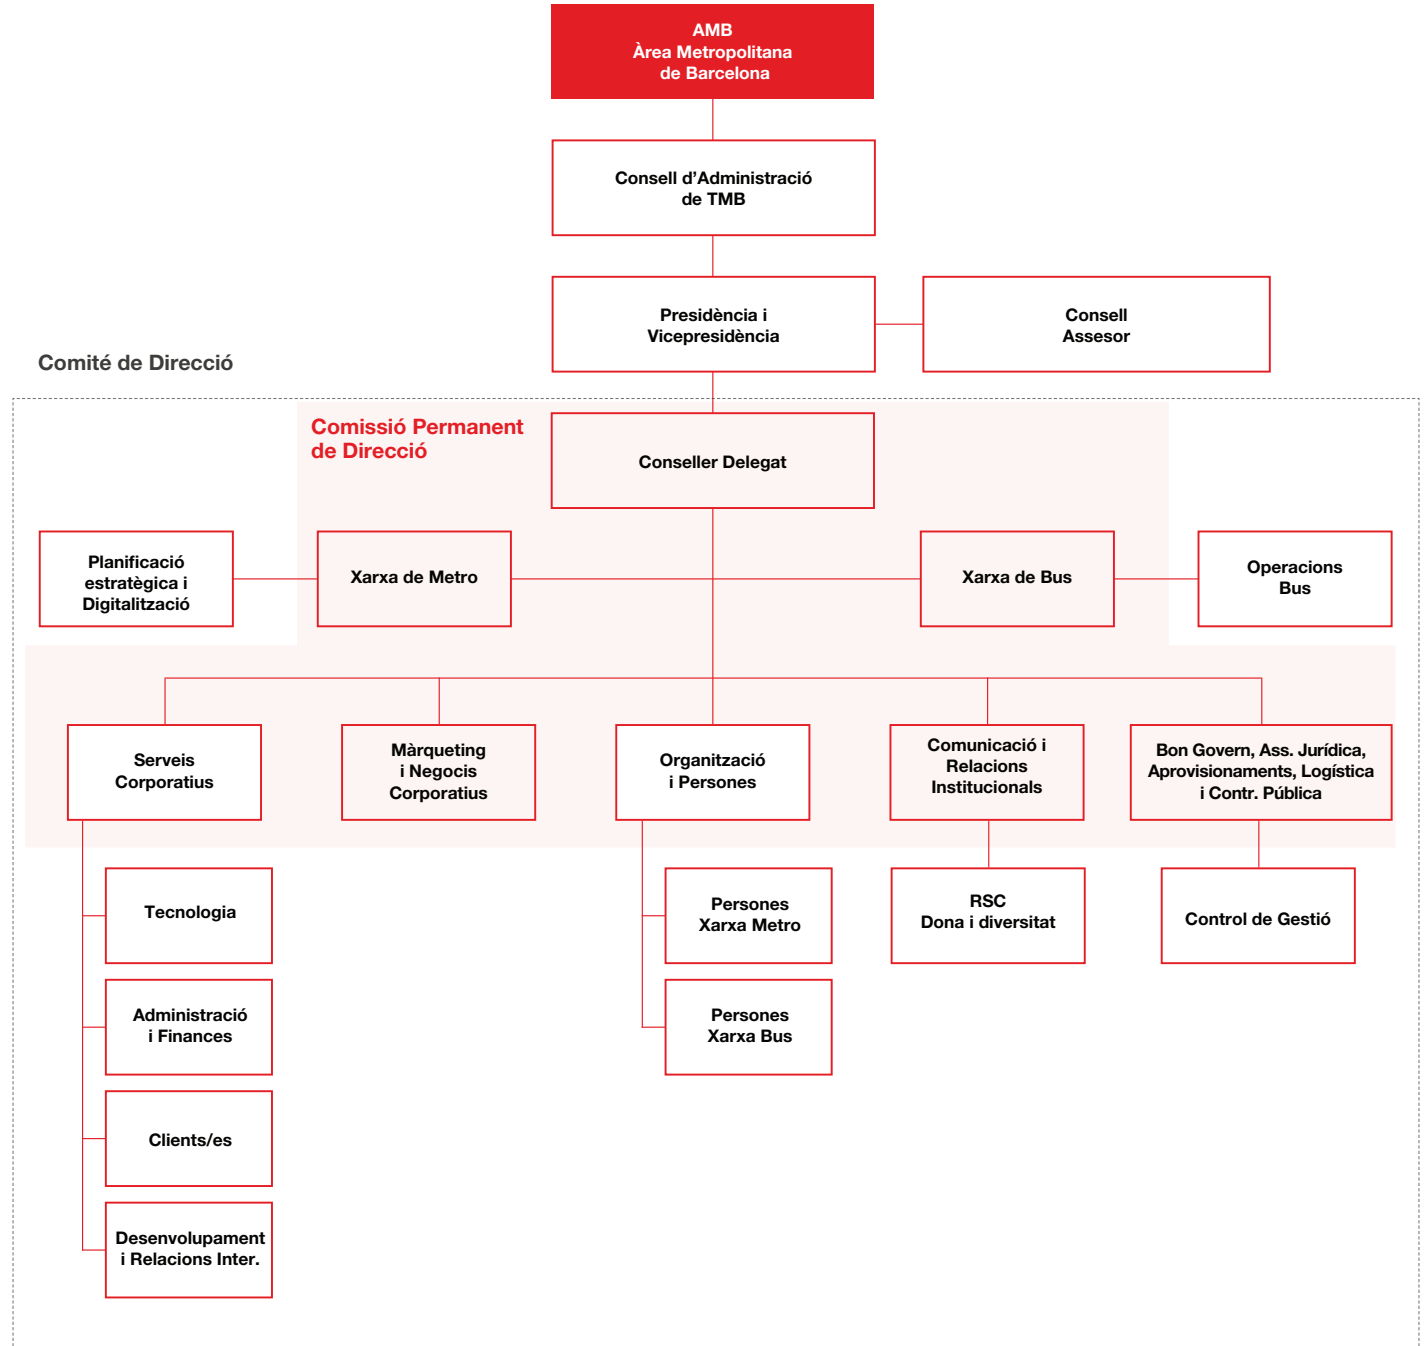 AMB
Àrea Metropolitana
de Barcelona
Consell d’Administració
de TMB
Presidència i
Vicepresidència
Consell
Assesor
Comité de Direcció
Comissió Permanent
de Direcció
Conseller Delegat
Planificació
estratègica i
Digitalització
Xarxa de Metro
Xarxa de Bus
Operacions
Bus
Serveis
Corporatius
Màrqueting
i Negocis
Corporatius
Organització
i Persones
Comunicació i
Relacions
Institucionals
Bon Govern, Ass. Jurídica,
Aprovisionaments, Logística
i Contr. Pública
Tecnologia
Persones
Xarxa Metro
RSC
Dona i diversitat
Control de Gestió
Administració
i Finances
Persones
Xarxa Bus
Clients/es
Desenvolupament
i Relacions Inter.